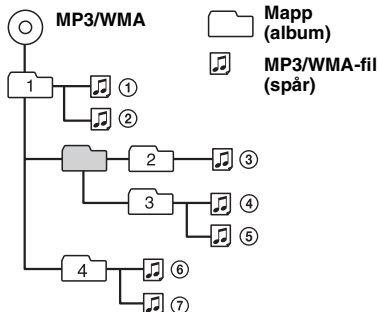 MP3/WMA
Mapp
(album)
MP3/WMA-fil
(spår)
1
①
②
2
③
3
④
⑤
4
⑥
⑦